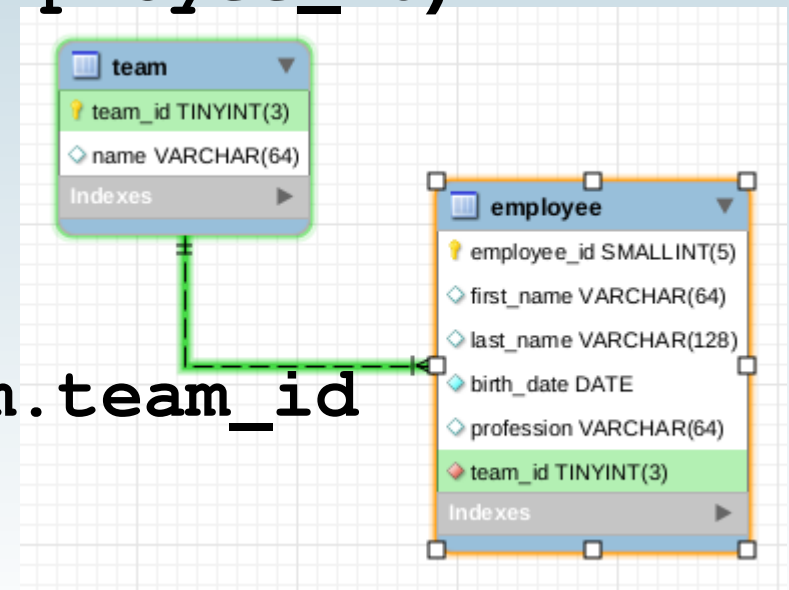 team
team_id TINYINT(3)
name VARCHAR(64)
Indexes
employee
employee_id SMALLINT(5)
first_name VARCHAR(64)
last_name VARCHAR(128)
birth_date DATE
.team_id
profession VARCHAR(64)
team_id TINYINT(3)
Indexes